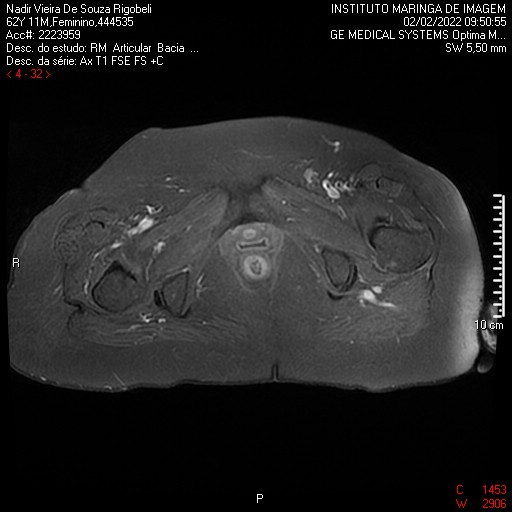 Nadir Vieira De Souza Rigobeli
62Y 11M,Feminino,444535
Acc#: 2223959
Desc. do estudo: RM Articular Bacia ...
Desc. da série: Ax T1 FSE FS +C
< 4 - 32 >
INSTITUTO MARINGA DE IMAGEM
02/02/2022 09:50:55
GE MEDICAL SYSTEMS Optima M...
SW 5,50 mm
R
10 cm
P
C 1453
W 2906